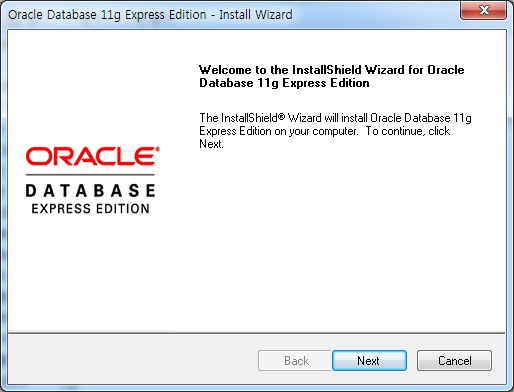 Oracle Database 11g Express Edition - Install Wizard
Welcome to the InstallShield Wizard for Oracle
Database 11g Express Edition
The InstallShield® Wizard will install Oracle Database 11g
Express Edition on your computer. To continue, click
Next.
ORACLE®
DATABASE
EXPRESS EDITION
Back
Next
Cancel